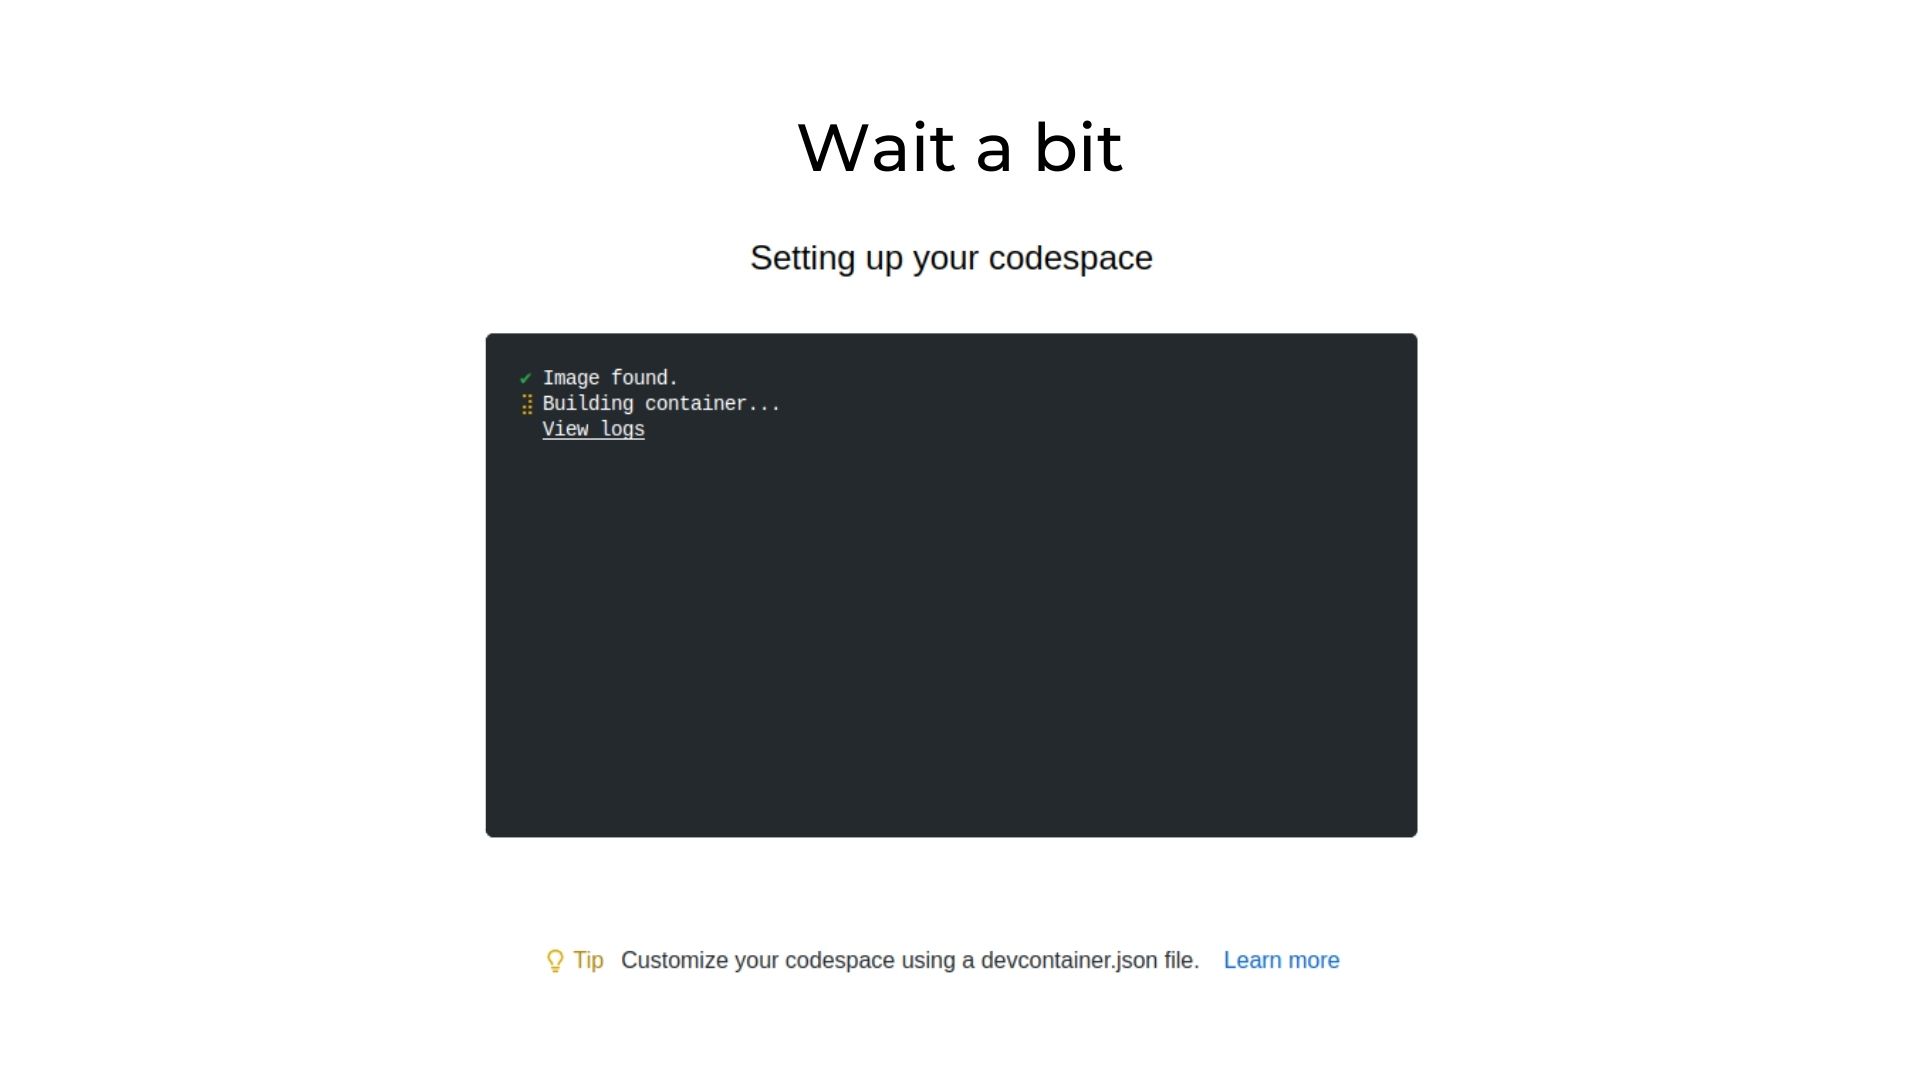 Wait a bit
Setting up your codespace
✔ Image found.
Building container...
View logs
Tip Customize your codespace using a devcontainer.json file. Learn more